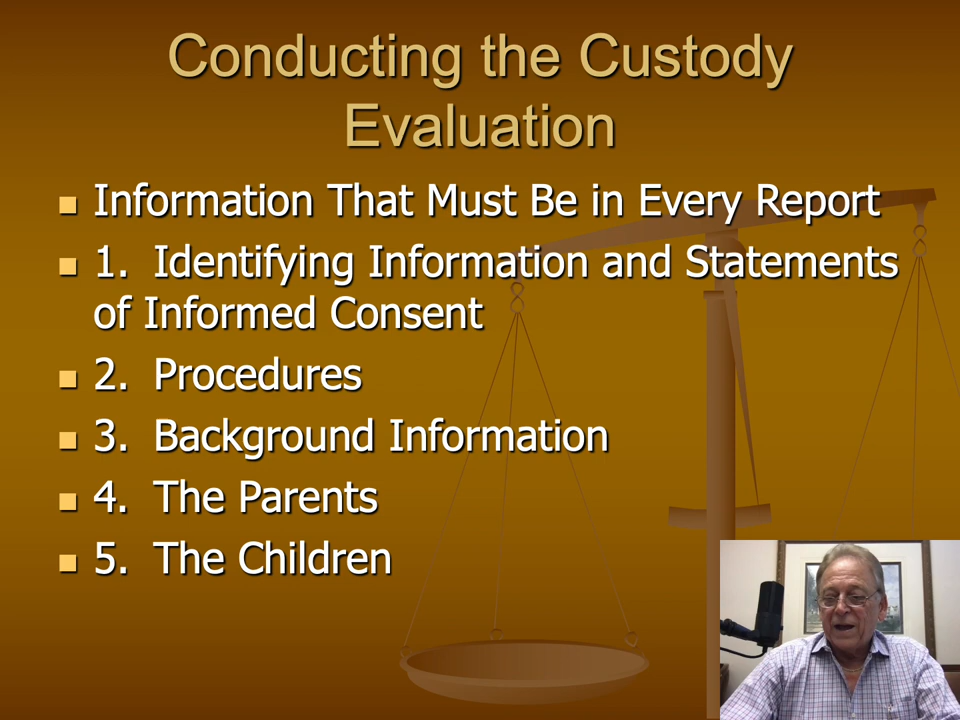 Conducting the Custody
Evaluation
Information That Must Be in Every Report
1. Identifying Information and Statements
of Informed Consent
2. Procedures
3. Background Information
4. The Parents
5. The Children